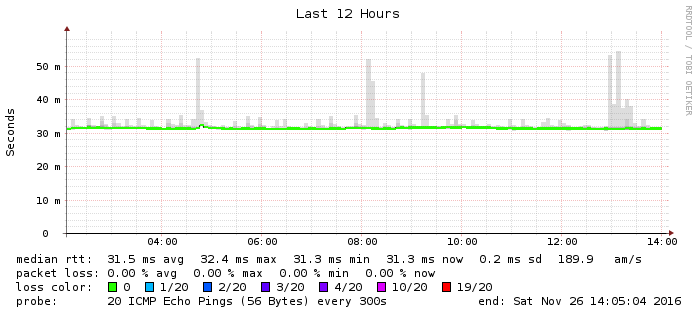 Last 12 Hours
RRDTOOL / TOBI OETIKER
Seconds
50 m
40 m
30 m
20 m
10 m
0
04:00 06:00 08:00 10:00 12:00 14:00
median rtt: 31.5 ms avg 32.4 ms max 31.3 ms min 31.3 ms now 0.2 ms sd 189.9 am/s
packet loss: 0.00 % avg 0.00 % max 0.00 % min 0.00 % now
loss color: 0 1/20 2/20 3/20 4/20 10/20 19/20
probe: 20 ICMP Echo Pings (56 Bytes) every 300s end: Sat Nov 26 14:05:04 2016